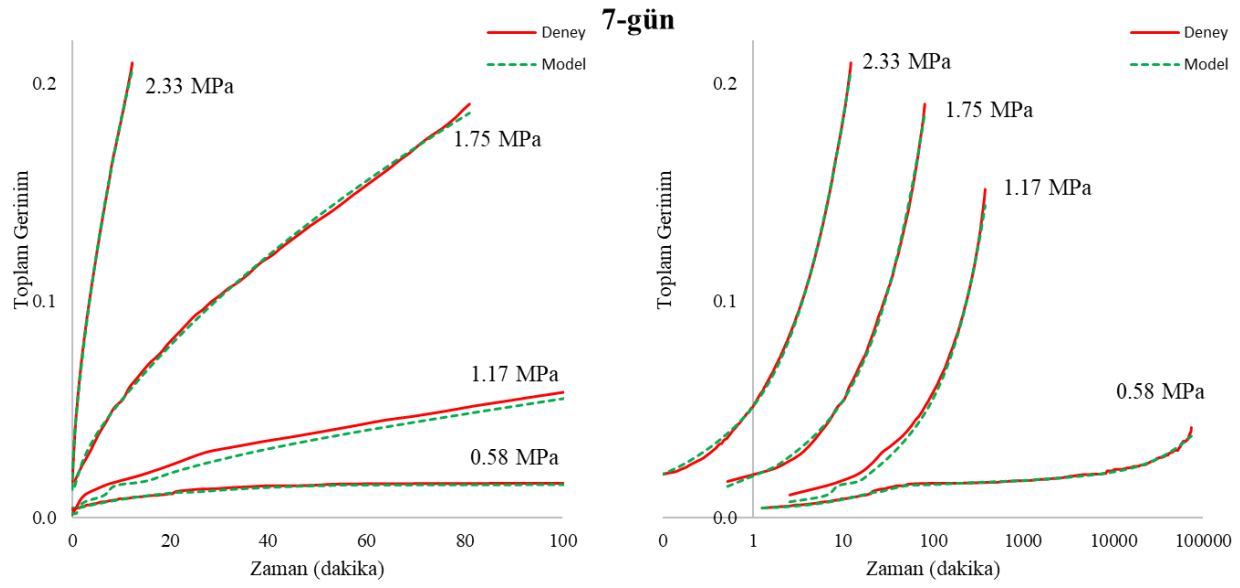 7-gün
Deney
Model
2.33 MPa
1.75 MPa
1.17 MPa
0.58 MPa
Toplam Gerinim
0.2
0.1
0.0
0 20 40 60 80 100
Zaman (dakika)
Deney
Model
2.33 MPa
1.75 MPa
1.17 MPa
0.58 MPa
Toplam Gerinim
0.2
0.1
0.0
0 1 10 100 1000 10000 100000
Zaman (dakika)